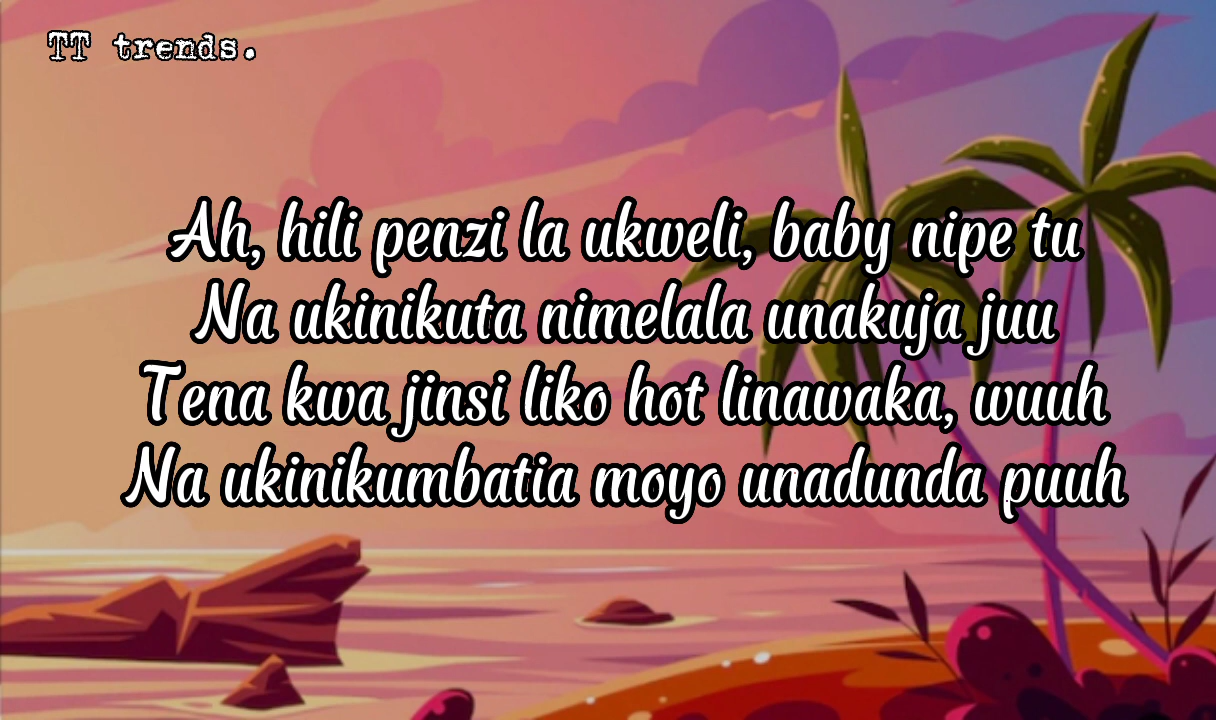 TT trends.
Ah, hili penzi la ukweli, baby nipe tu
Na ukinikuta nimelala unakuja juu
Tena kwa jinsi liko hot linawaka, wuuh
Na ukinikumbatia moyo unadunda puuh